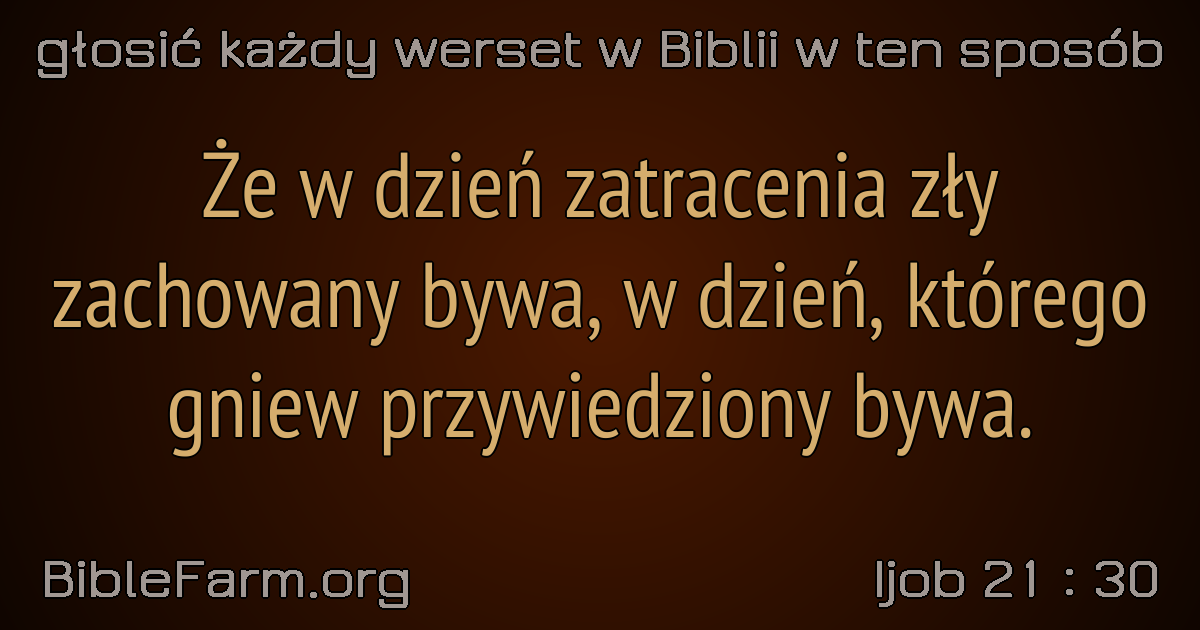 głosić każdy werset w Biblii w ten sposób
Że w dzień zatracenia zły
zachowany bywa, w dzień, którego
gniew przywiedziony bywa.
BibleFarm.org
Ijob 21 : 30